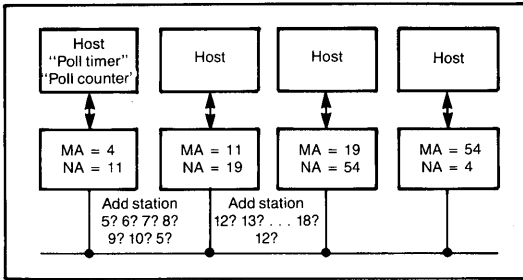 Host
"Poll timer"
"Poll counter'
Host
Host
Host
MA = 4
NA = 11
MA = 11
NA = 19
MA = 19
NA = 54
MA = 54
NA = 4
Add station
5? 6? 7? 8?
9? 10? 5?
Add station
12? 13? . . . 18?
12?